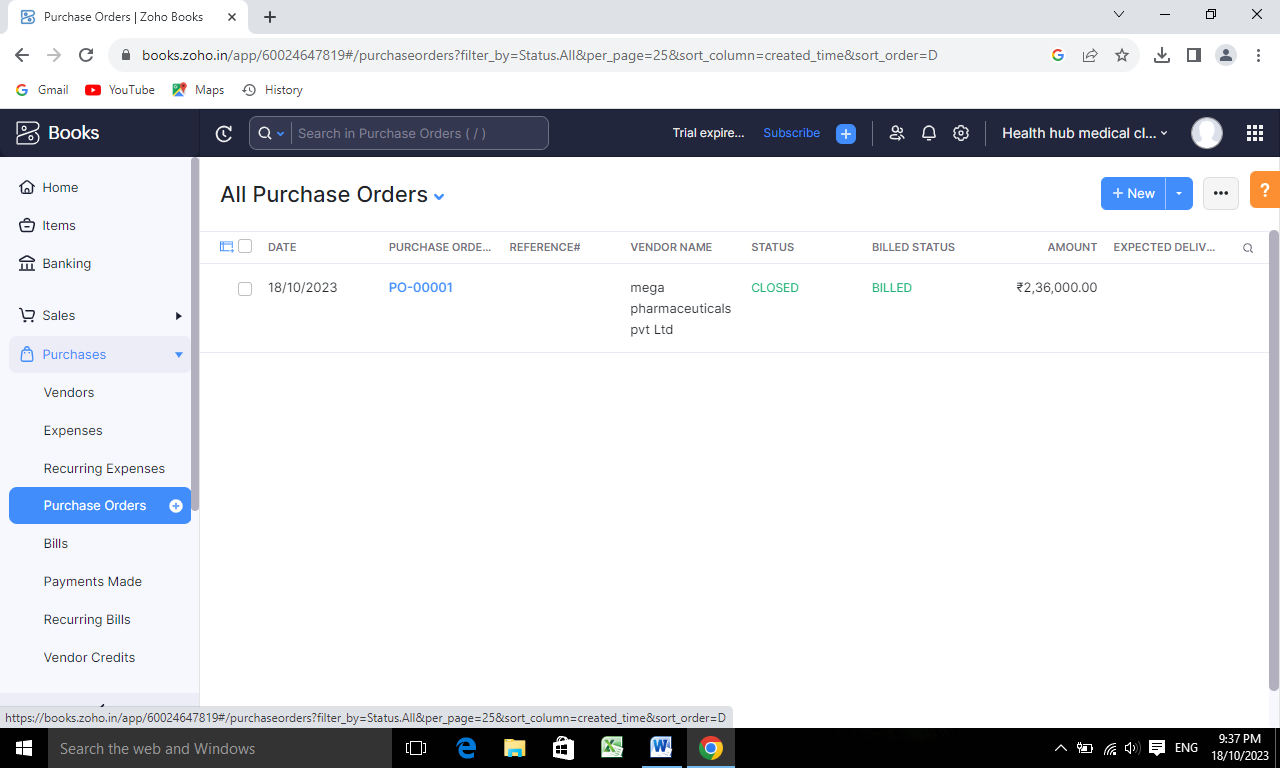 Purchase Orders | Zoho Books
books.zoho.in/app/60024647819#/purchaseorders?filter_by=Status.All&per_page=25&sort_column=created_time&sort_order=D
Gmail YouTube Maps History
Books
Search in Purchase Orders ( / )
Trial expire... Subscribe Health hub medical cl...
Home
Items
Banking
Sales
Purchases
Vendors
Expenses
Recurring Expenses
Purchase Orders
Bills
Payments Made
Recurring Bills
Vendor Credits
All Purchase Orders
+ New
?
DATE PURCHASE ORDE... REFERENCE# VENDOR NAME STATUS BILLED STATUS AMOUNT EXPECTED DELIV...
18/10/2023 PO-00001 mega CLOSED BILLED ₹2,36,000.00
pharmaceuticals
pvt Ltd
https://books.zoho.in/app/60024647819#/purchaseorders?filter_by=Status.All&per_page=25&sort_column=created_time&sort_order=D
Search the web and Windows
ENG
9:37 PM
18/10/2023